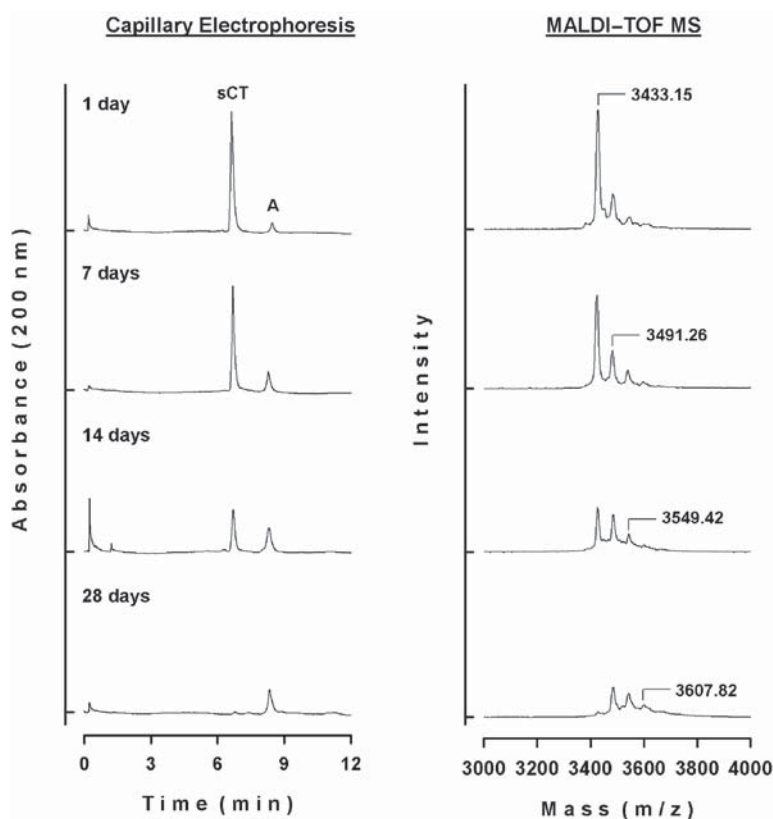 Capillary Electrophoresis
MALDI–TOF MS
1 day
sCT
A
3433.15
7 days
3491.26
14 days
3549.42
28 days
3607.82
Absorbance (200 nm)
Intensity
0 3 6 9 12
Time (min)
3000 3200 3400 3600 3800 4000
Mass (m/z)